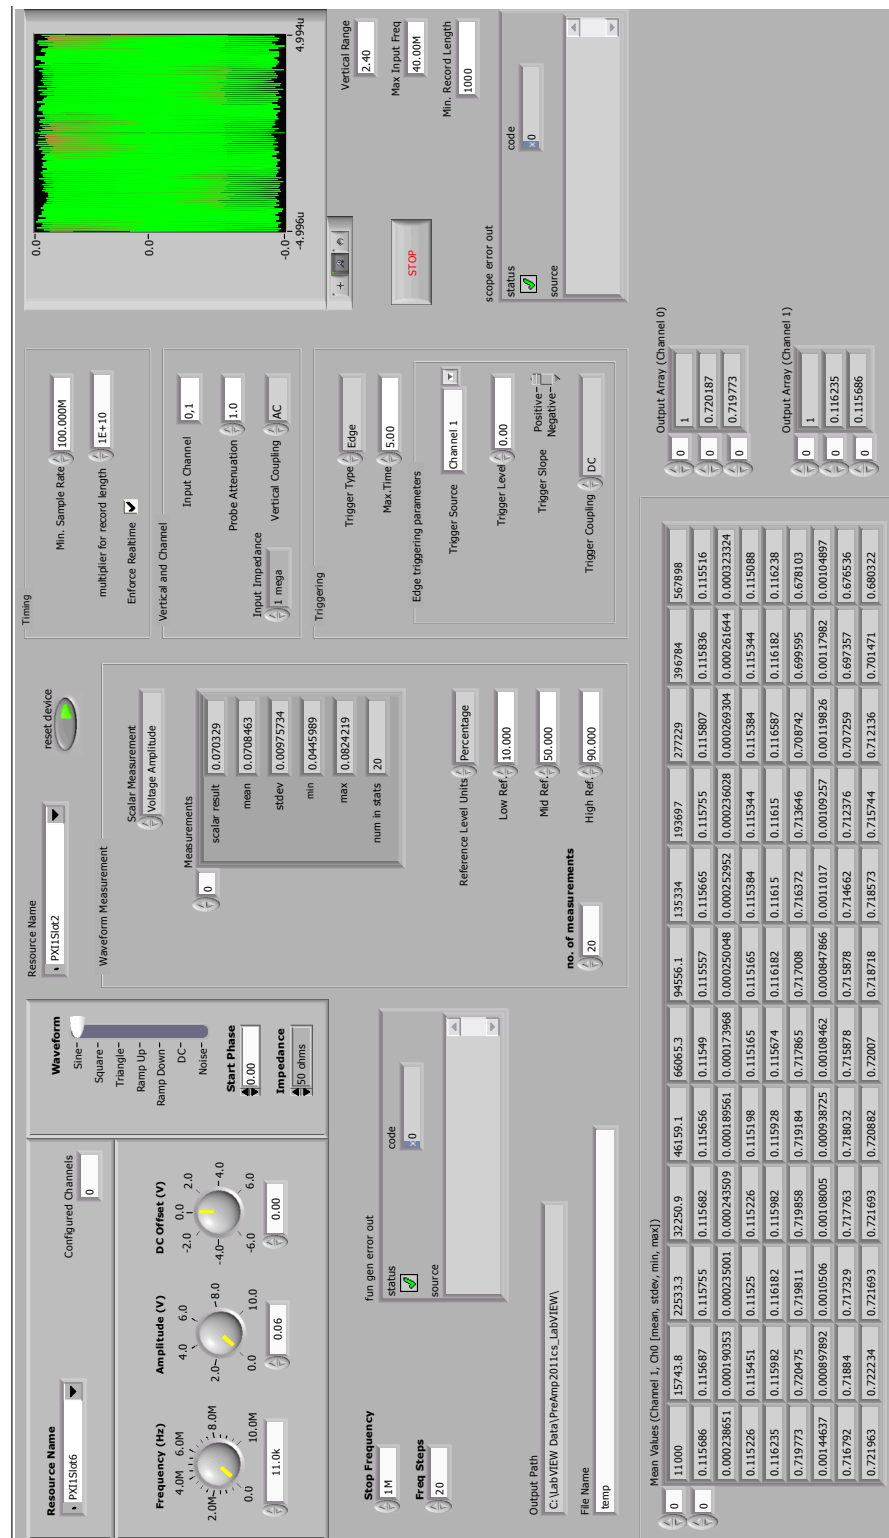 Resource Name
PXI1Slot6
Configured Channels
0
Frequency (Hz)
4.0M 6.0M
2.0M 8.0M
0.0 10.0M
11.0k
Amplitude (V)
4.0 6.0
2.0 8.0
0.0 10.0
0.06
DC Offset (V)
-2.0 0.0 2.0
-4.0 4.0
-6.0 6.0
0.00
Waveform
Sine
Square
Triangle
Ramp Up
Ramp Down
DC
Noise
Start Phase
0.00
Impedance
50 ohms
Stop Frequency
1M
Freq Steps
20
fun gen error out
status code
0
source
Output Path
C:\LabVIEW Data\PreAmp2011cs_LabVIEW\
File Name
temp
Resource Name
PXI1Slot2
reset device
Waveform Measurement
Scalar Measurement
Voltage Amplitude
Measurements
0
scalar result 0.070329
mean 0.0708463
stdev 0.00975734
min 0.0445989
max 0.0824219
num in stats 20
Reference Level Units Percentage
Low Ref. 10.000
Mid Ref. 50.000
High Ref. 90.000
no. of measurements
20
Timing
Min. Sample Rate 100.000M
multiplier for record length 1E+10
Enforce Realtime
Vertical and Channel
Input Channel 0,1
Probe Attenuation 1.0
Input Impedance
1 mega
Vertical Coupling AC
Triggering
Trigger Type Edge
Max.Time 5.00
Edge triggering parameters
Trigger Source Channel 1
Trigger Level 0.00
Trigger Slope Positive
Negative
Trigger Coupling DC
0.0
0.0
-0.0
-4.996u 4.994u
STOP
Vertical Range
2.40
Max Input Freq
40.00M
Min. Record Length
1000
scope error out
status code
0
source
Output Array (Channel 0)
0 1
0 0.720187
0 0.719773
Output Array (Channel 1)
0 1
0 0.116235
0 0.115686
Mean Values (Channel 1, Ch0 [mean, stdev, min, max])
0 11000 15743.8 22533.3 32250.9 46159.1 66065.3 94556.1 135334 193697 277229 396784 567898
0 0.115686 0.115687 0.115755 0.115682 0.115656 0.11549 0.115557 0.115665 0.115755 0.115807 0.115836 0.115516
0.000238651 0.000190353 0.000235001 0.000243509 0.000189561 0.000173968 0.000250048 0.000252952 0.000236028 0.000269304 0.000261644 0.000323324
0.115226 0.115451 0.11525 0.115226 0.115198 0.115165 0.115165 0.115384 0.115344 0.115384 0.115344 0.115088
0.116235 0.115982 0.116182 0.115982 0.115928 0.115674 0.116182 0.11615 0.11615 0.116587 0.116182 0.116238
0.719773 0.720475 0.719811 0.719858 0.719184 0.717865 0.717008 0.716372 0.713646 0.708742 0.699595 0.678103
0.00144637 0.000897892 0.0010506 0.00108005 0.000938725 0.00108462 0.000847866 0.0011017 0.00109257 0.00119826 0.00117982 0.00104897
0.716792 0.71884 0.717329 0.717763 0.718032 0.715878 0.715878 0.714662 0.712376 0.707259 0.697357 0.676536
0.721963 0.722234 0.721693 0.721693 0.720882 0.72007 0.718718 0.718573 0.715744 0.712136 0.701471 0.680322